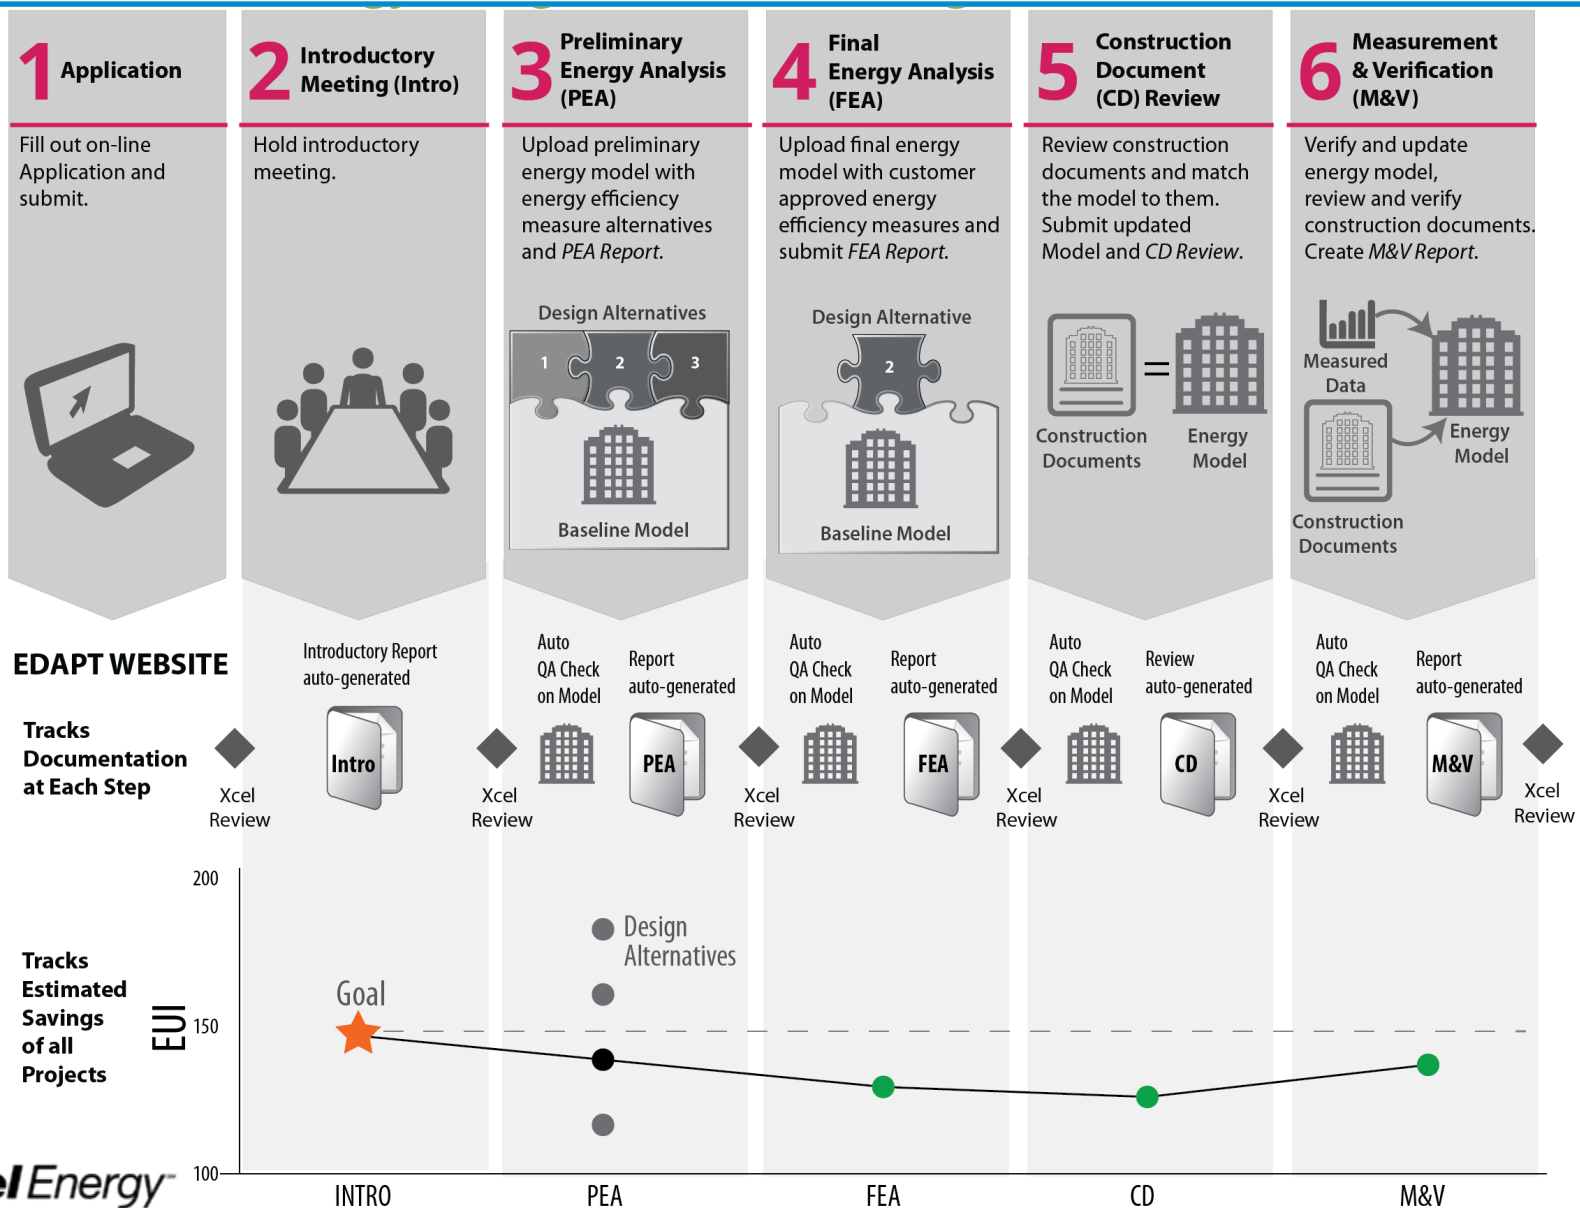 1 Application
2 Introductory
Meeting (Intro)
3 Preliminary
Energy Analysis
(PEA)
4 Final
Energy Analysis
(FEA)
5 Construction
Document
(CD) Review
6 Measurement
& Verification
(M&V)
Fill out on-line
Application and
submit.
Hold introductory
meeting.
Upload preliminary
energy model with
energy efficiency
measure alternatives
and PEA Report.
Upload final energy
model with customer
approved energy
efficiency measures and
submit FEA Report.
Review construction
documents and match
the model to them.
Submit updated
Model and CD Review.
Verify and update
energy model,
review and verify
construction documents.
Create M&V Report.
Design Alternatives
1 2 3
Baseline Model
Design Alternative
2
Baseline Model
=
Construction
Documents
Energy
Model
Measured
Data
Construction
Documents
Energy
Model
EDAPT WEBSITE
Tracks
Documentation
at Each Step
Xcel
Review
Introductory Report
auto-generated
Intro
Xcel
Review
Auto
QA Check
on Model
Report
auto-generated
PEA
Xcel
Review
Auto
QA Check
on Model
Report
auto-generated
FEA
Xcel
Review
Auto
QA Check
on Model
Review
auto-generated
CD
Xcel
Review
Auto
QA Check
on Model
Report
auto-generated
M&V
Xcel
Review
Tracks
Estimated
Savings
of all
Projects
EUI
200
150
100
Goal
Design
Alternatives
INTRO PEA FEA CD M&V
el Energy